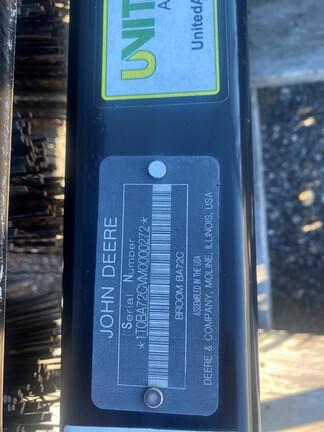 UNIT
A
UnitedA
JOHN DEERE
Serial Number
*1T0BA72CVM0000272*
BROOM BA72C
ASSEMBLED IN THE USA
DEERE & COMPANY, MOLINE, ILLINOIS, USA